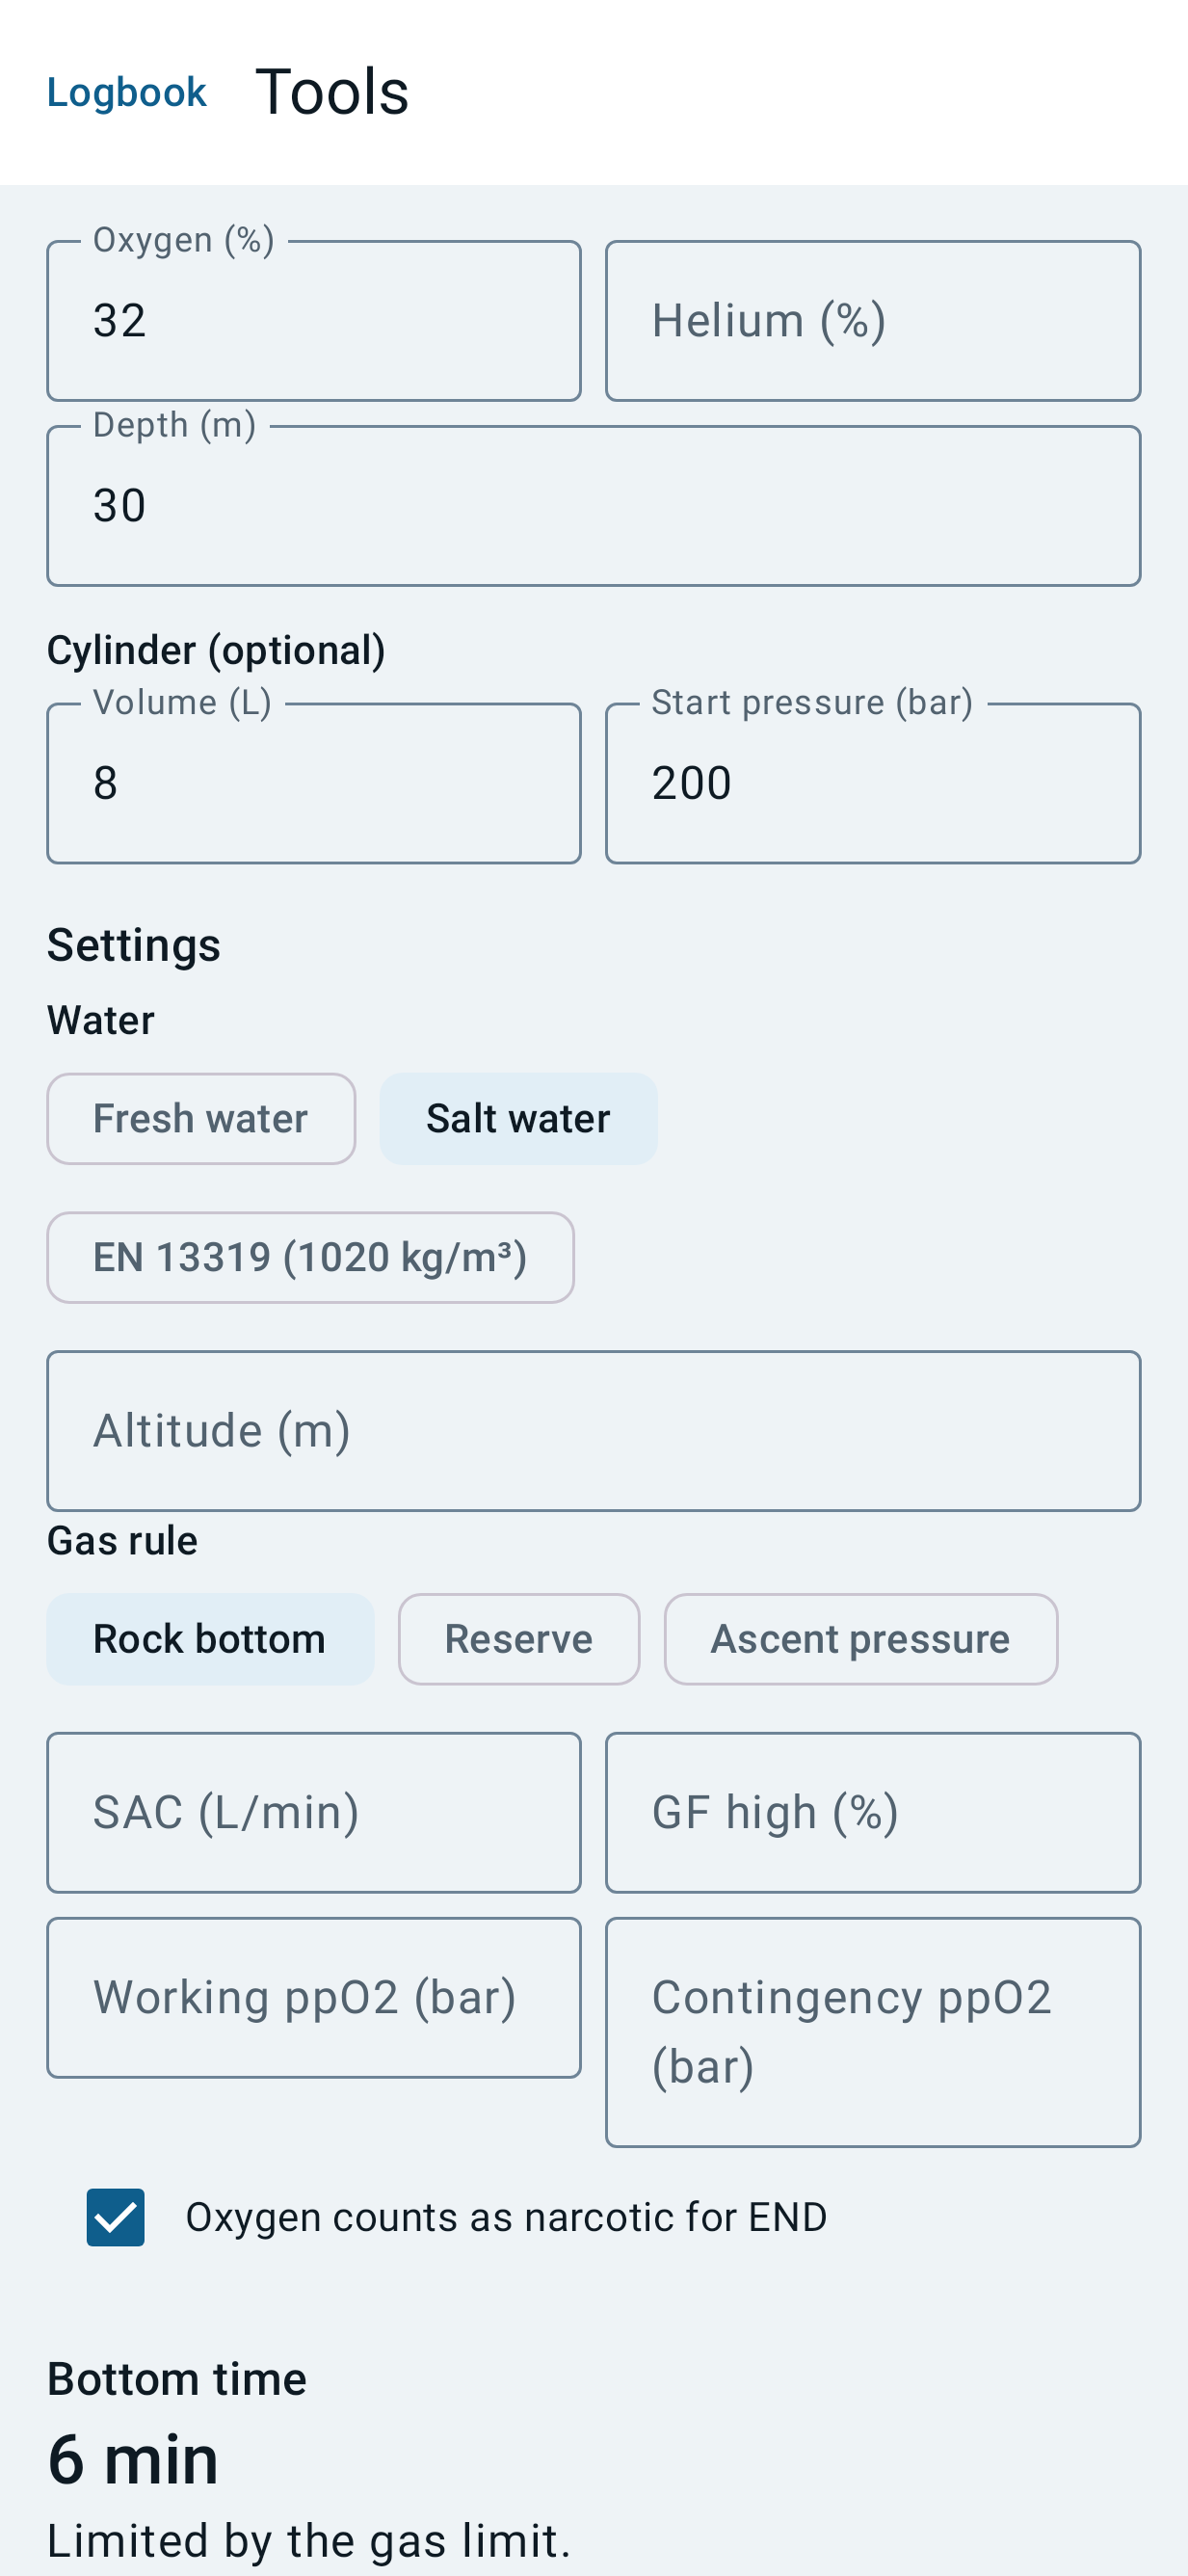 Logbook Tools
Oxygen (%)
32
Helium (%)
Depth (m)
30
Cylinder (optional)
Volume (L)
8
Start pressure (bar)
200
Settings
Water
Fresh water
Salt water
EN 13319 (1020 kg/m³)
Altitude (m)
Gas rule
Rock bottom
Reserve
Ascent pressure
SAC (L/min)
GF high (%)
Working ppO2 (bar)
Contingency ppO2
(bar)
Oxygen counts as narcotic for END
Bottom time
6 min
Limited by the gas limit.